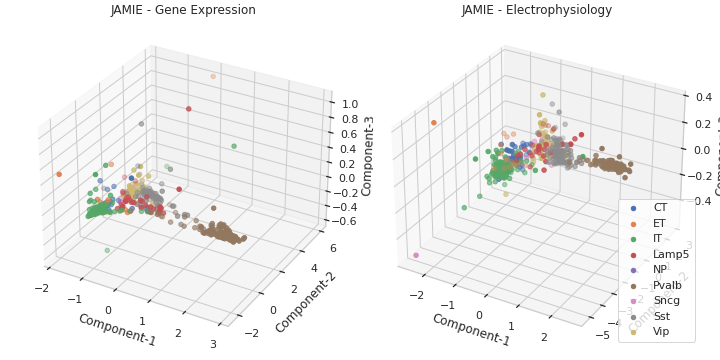 JAMIE - Gene Expression
JAMIE - Electrophysiology
1.0
0.8
0.6
0.4
0.2
0.0
−0.2
−0.4
−0.6
Component-3
−2
−1
0
1
2
3
Component-1
−2
0
2
4
6
Component-2
0.4
0.2
0.0
−0.2
−0.4
−2
−1
0
1
2
Component-1
−5
−4
−3
−2
3
CT
ET
IT
Lamp5
NP
Pvalb
Sncg
Sst
Vip